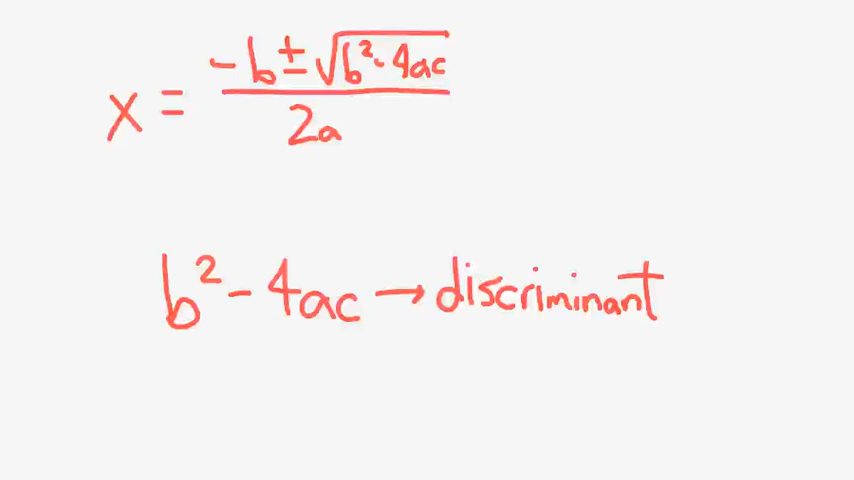 x = -b ± √b² - 4ac / 2a
b² - 4ac → discriminant